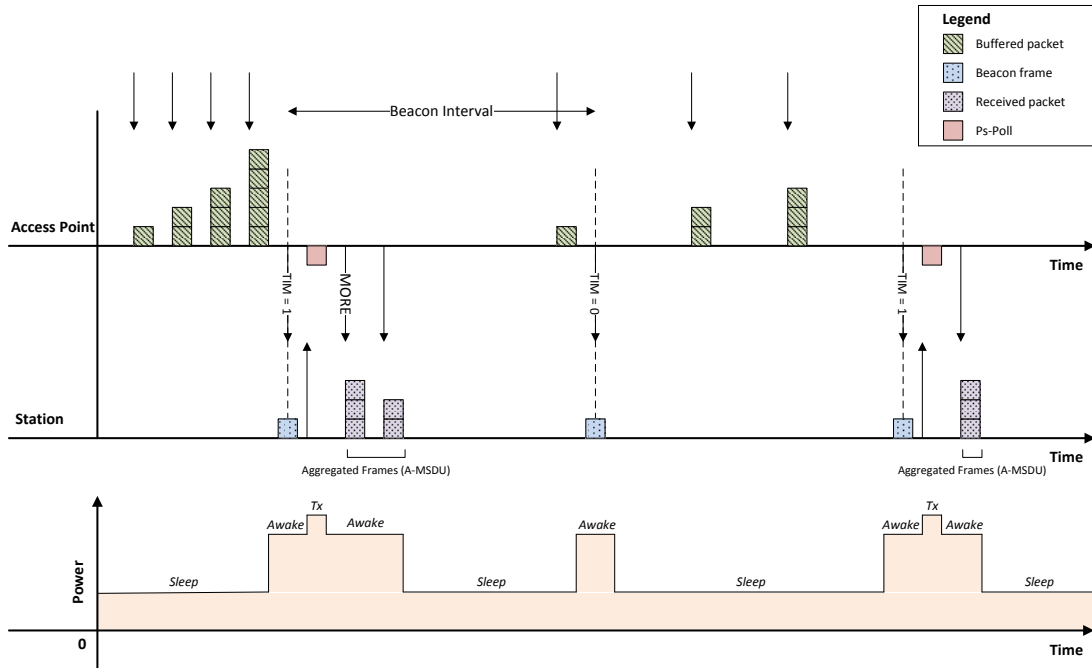 Legend
Buffered packet
Beacon frame
Received packet
Ps-Poll
Beacon Interval
Access Point
Time
TIM = 1
MORE
TIM = 0
TIM = 1
Station
Time
Aggregated Frames (A-MSDU)
Aggregated Frames (A-MSDU)
Power
Sleep
Awake
Tx
Awake
Sleep
Awake
Sleep
Awake
Tx
Awake
Sleep
0
Time